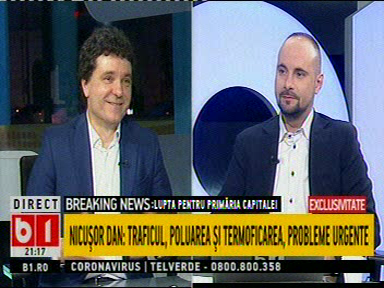 DIRECT
BREAKING NEWS: LUPTA PENTRU PRIMĂRIA CAPITALEI
EXCLUSIVITATE
b1
NICUȘOR DAN: TRAFICUL, POLUAREA ȘI TERMOFICAREA, PROBLEME URGENTE
21:17
B1.RO
CORONAVIRUS | TELVERDE - 0800.800.358